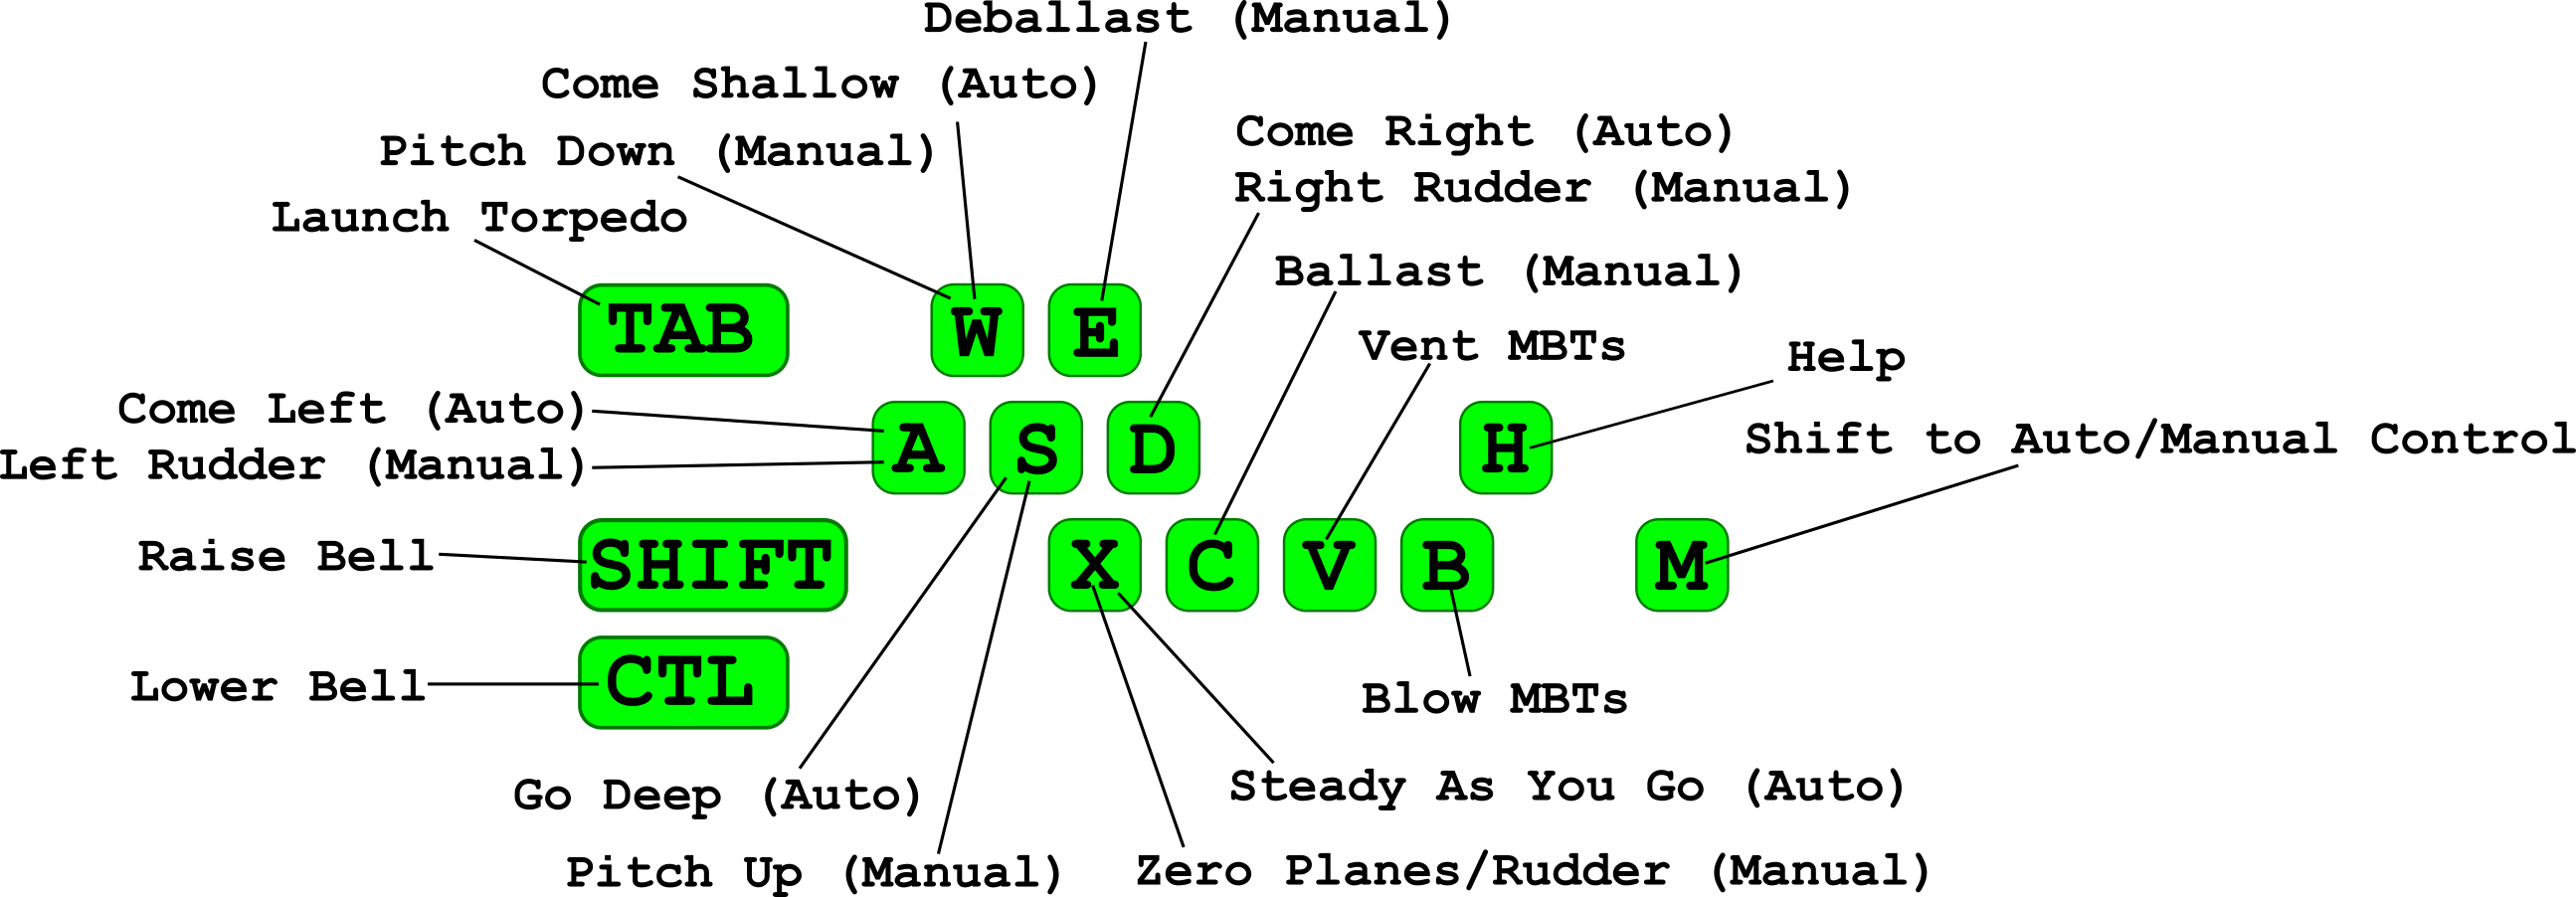 Deballast (Manual)
Come Shallow (Auto)
Pitch Down (Manual)
Launch Torpedo
Come Right (Auto)
Right Rudder (Manual)
Ballast (Manual)
Vent MBTs
Help
Shift to Auto/Manual Control
TAB
W
E
Come Left (Auto)
Left Rudder (Manual)
A
S
D
H
Raise Bell
SHIFT
X
C
V
B
M
Lower Bell
CTL
Blow MBTs
Go Deep (Auto)
Steady As You Go (Auto)
Pitch Up (Manual)
Zero Planes/Rudder (Manual)